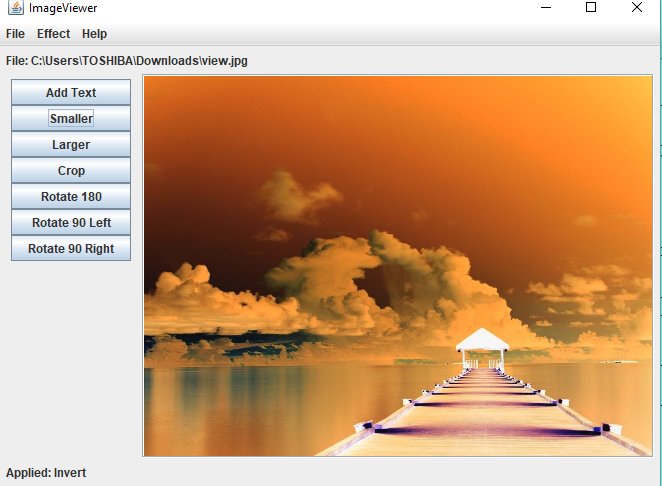 ImageViewer
File Effect Help
File: C:\Users\TOSHIBA\Downloads\view.jpg
Add Text
Smaller
Larger
Crop
Rotate 180
Rotate 90 Left
Rotate 90 Right
Applied: Invert